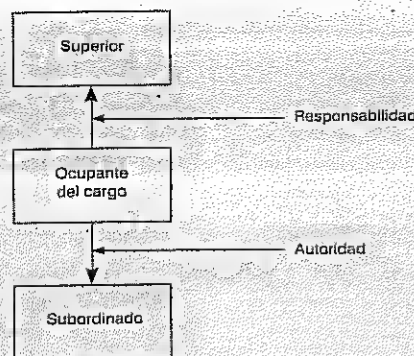 Superior
Responsabilidad
Ocupante
del cargo
Autoridad
Subordinado